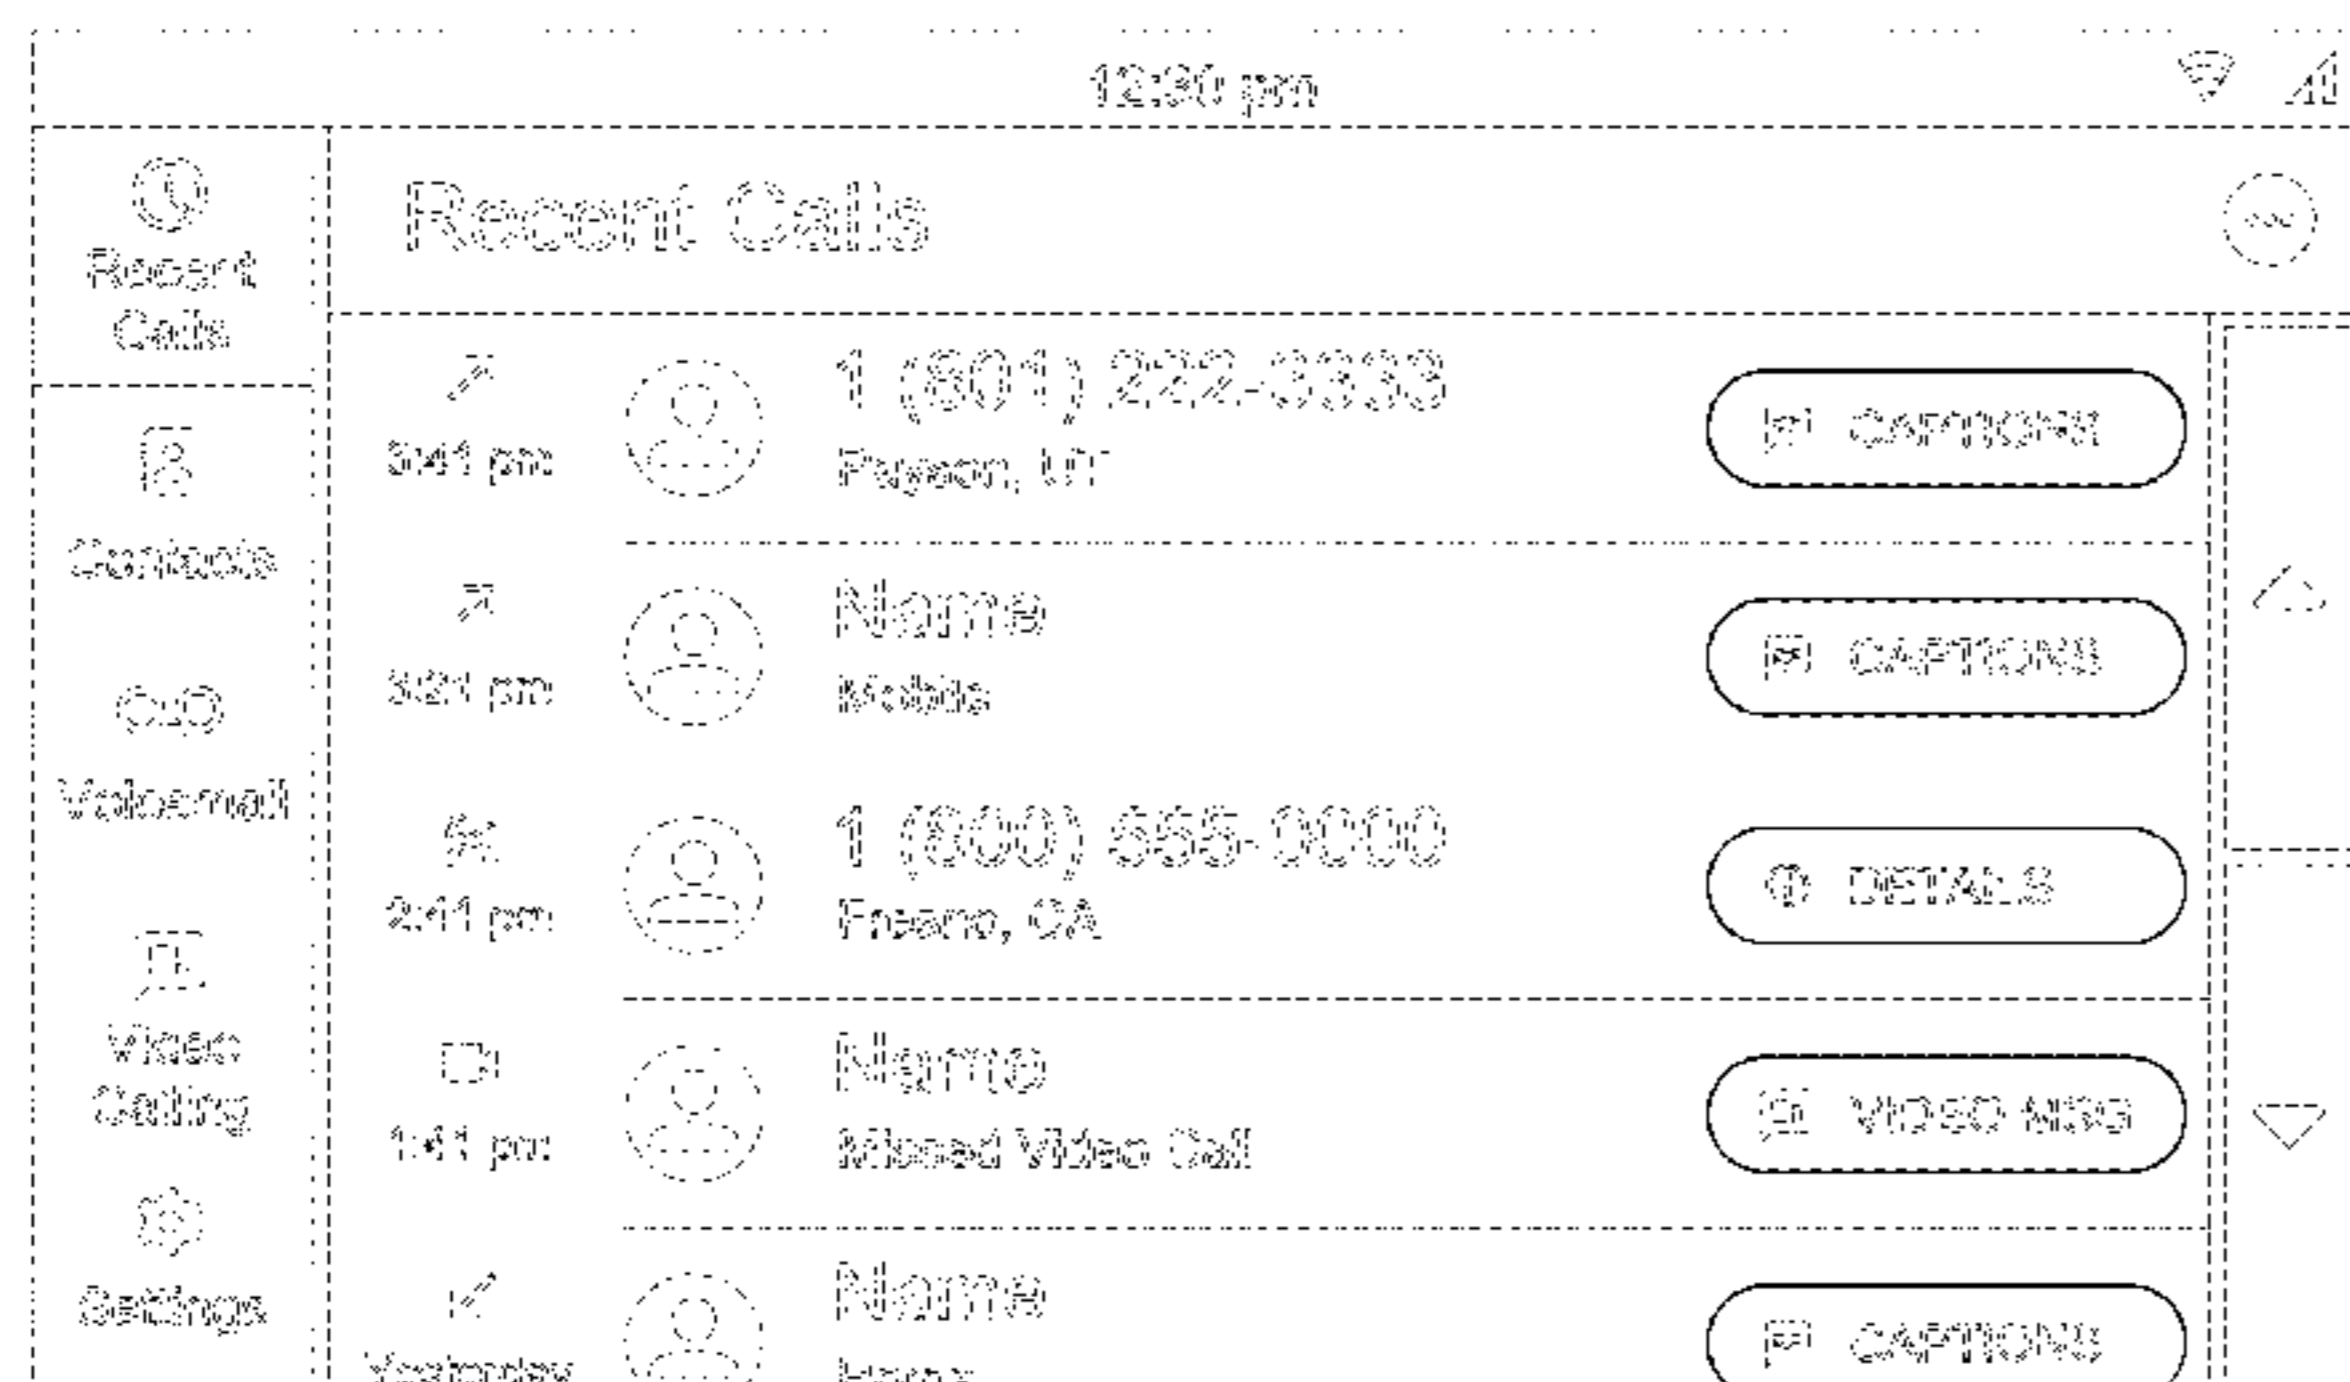 12:30 pm
Recent
Calls
Contacts
Voicemail
Video
Calling
Settings
Recent Calls
1 (801) 222-3333
3:41 pm
Payson, UT
CAPTIONS
Name
3:21 pm
Mobile
CAPTIONS
1 (800) 555-0000
2:41 pm
Fresno, CA
DETAILS
Name
1:41 pm
Missed Video Call
VIDEO MSG
Name
Yesterday
CAPTIONS